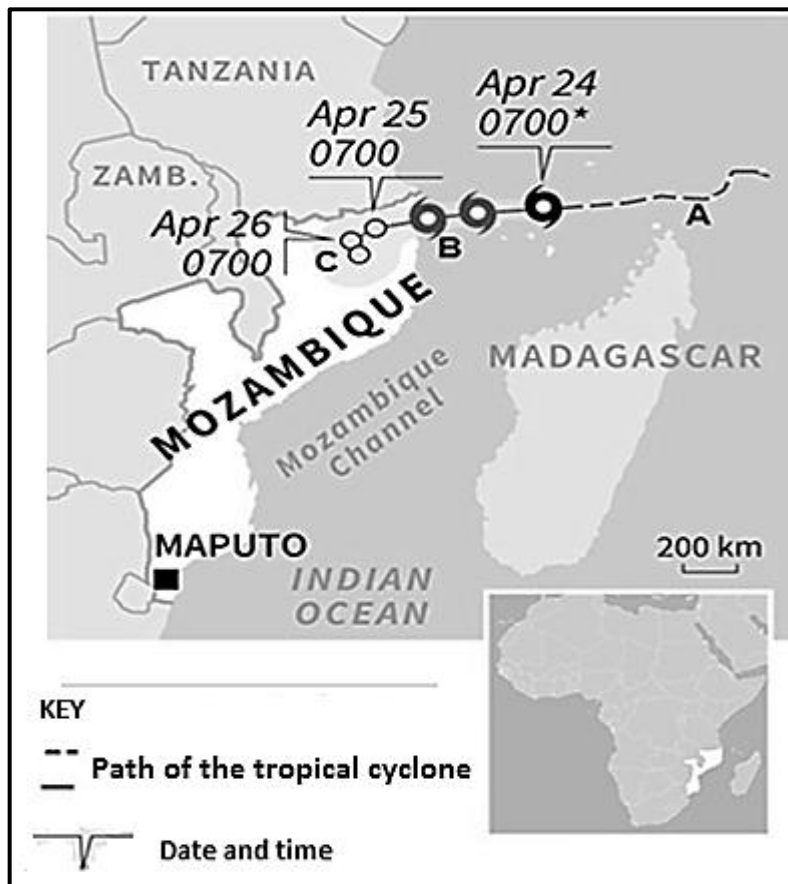 TANZANIA
Apr 24
0700*
Apr 25
0700
ZAMB.
Apr 26
0700
A
B
C
MOZAMBIQUE
MADAGASCAR
Mozambique
Channel
MAPUTO
200 km
INDIAN
OCEAN
KEY
Path of the tropical cyclone
Date and time